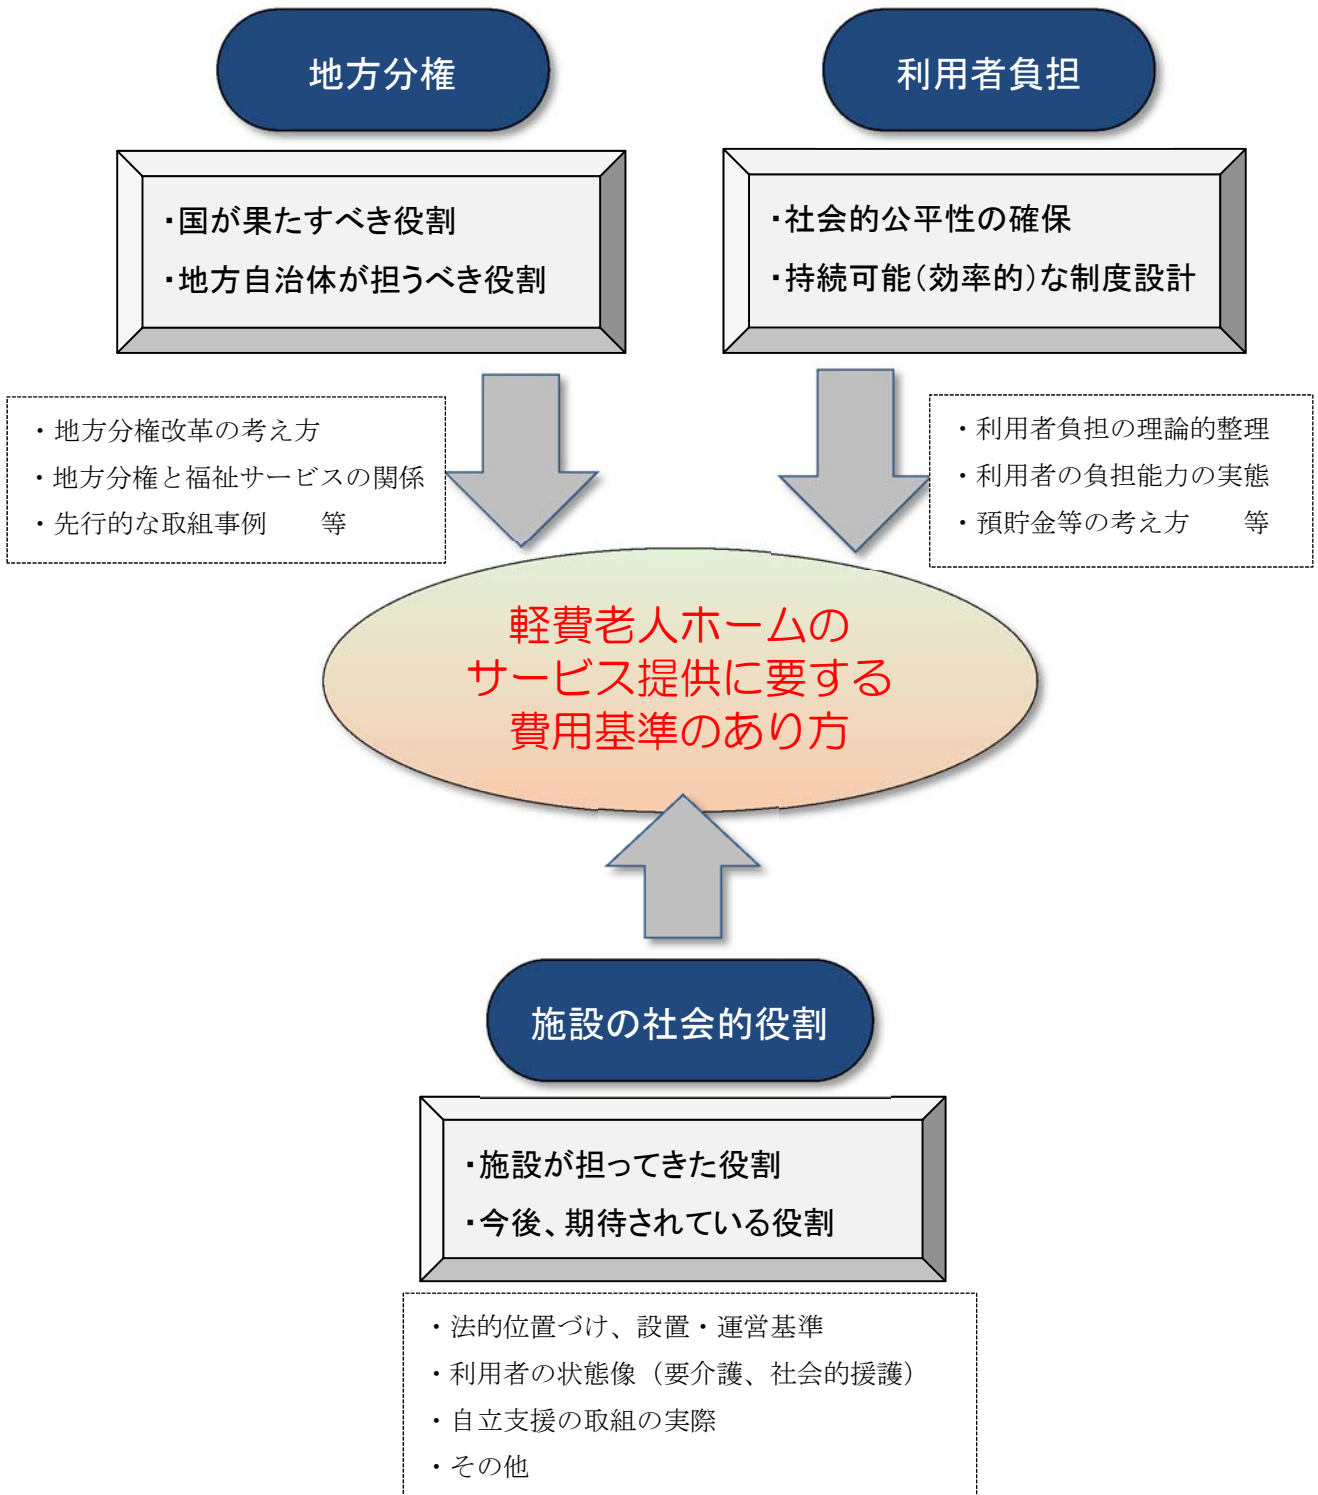 地方分権
・国が果たすべき役割
・地方自治体が担うべき役割
・地方分権改革の考え方
・地方分権と福祉サービスの関係
・先行的な取組事例　　等
利用者負担
・社会的公平性の確保
・持続可能(効率的)な制度設計
・利用者負担の理論的整理
・利用者の負担能力の実態
・預貯金等の考え方　　等
軽費老人ホームの
サービス提供に要する
費用基準のあり方
施設の社会的役割
・施設が担ってきた役割
・今後、期待されている役割
・法的位置づけ、設置・運営基準
・利用者の状態像（要介護、社会的援護）
・自立支援の取組の実際
・その他